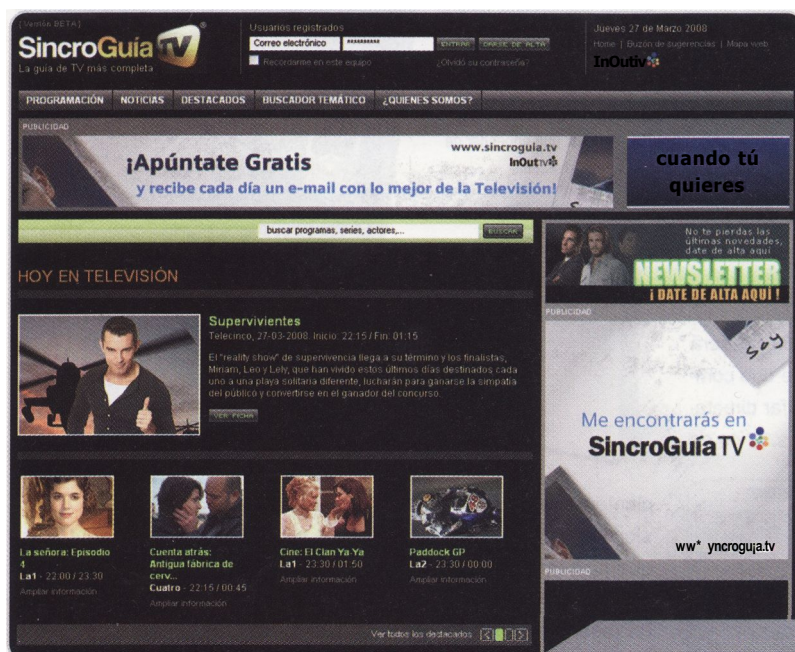 (Versión BETA)
SincroGuía TV
La guía de TV más completa
Usuarios registrados
Correo electrónico **********
ENTRAR DARSE DE ALTA
Recordarme en este equipo ¿Olvidó su contraseña?
Jueves 27 de Marzo 2008
Home | Buzón de sugerencias | Mapa web
InOutTv
PROGRAMACIÓN NOTICIAS DESTACADOS BUSCADOR TEMÁTICO ¿QUIENES SOMOS?
PUBLICIDAD
www.sincroguia.tv
InOutTV
¡Apúntate Gratis
y recibe cada día un e-mail con lo mejor de la Televisión!
cuando tú
quieres
buscar programas, series, actores,... BUSCAR
No te pierdas las
últimas novedades,
date de alta aquí
NEWSLETTER
¡ DATE DE ALTA AQUÍ !
HOY EN TELEVISIÓN
Supervivientes
Telecinco, 27-03-2008. Inicio: 22:15 / Fin: 01:15
El "reality show" de supervivencia llega a su término y los finalistas,
Miriam, Leo y Lely, que han vivido estos últimos días destinados cada
uno a una playa solitaria diferente, lucharán para ganarse la simpatía
del público y convertirse en el ganador del concurso.
VER FICHA
PUBLICIDAD
soy
Me encontrarás en
SincroGuíaTV
ww* yncroguja.tv
PUBLICIDAD
La señora: Episodio
4
La1 - 22:00 / 23:30
Ampliar información
Cuenta atrás:
Antigua fábrica de
cerv...
Cuatro - 22:15 / 00:45
Ampliar información
Cine: El Clan Ya-Ya
La1 - 23:30 / 01:50
Ampliar información
Paddock GP
La2 - 23:30 / 00:00
Ampliar información
Ver todos los destacados